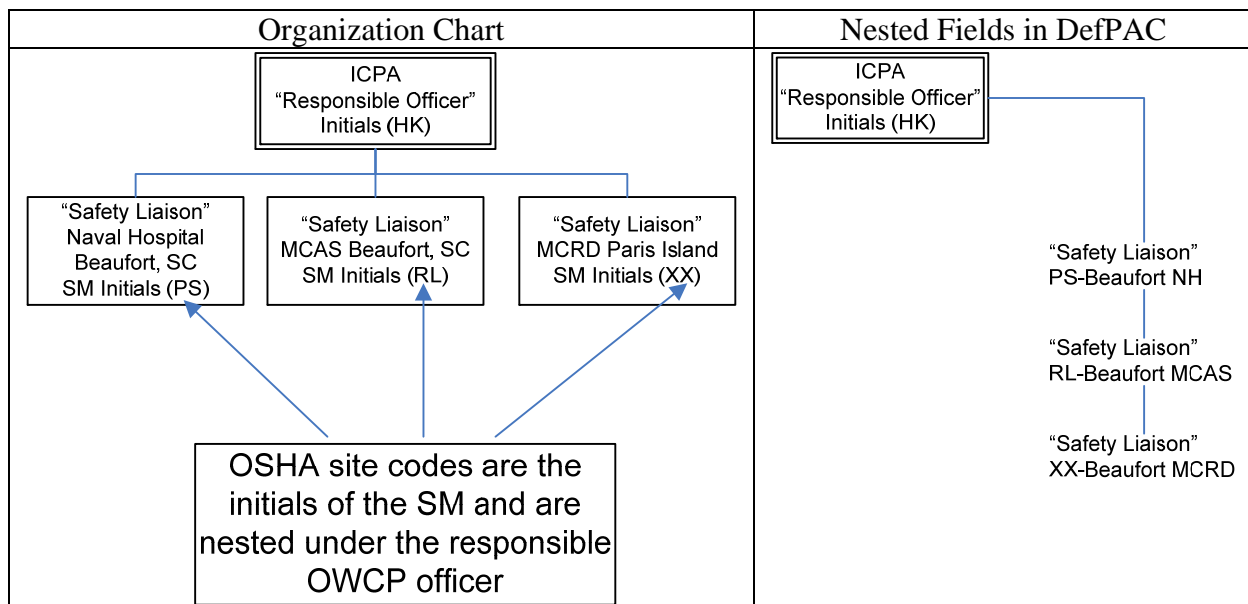 Organization Chart
Nested Fields in DefPAC
ICPA
“Responsible Officer”
Initials (HK)
“Safety Liaison”
Naval Hospital
Beaufort, SC
SM Initials (PS)
“Safety Liaison”
MCAS Beaufort, SC
SM Initials (RL)
“Safety Liaison”
MCRD Paris Island
SM Initials (XX)
OSHA site codes are the
initials of the SM and are
nested under the responsible
OWCP officer
ICPA
“Responsible Officer”
Initials (HK)
“Safety Liaison”
PS-Beaufort NH
“Safety Liaison”
RL-Beaufort MCAS
“Safety Liaison”
XX-Beaufort MCRD